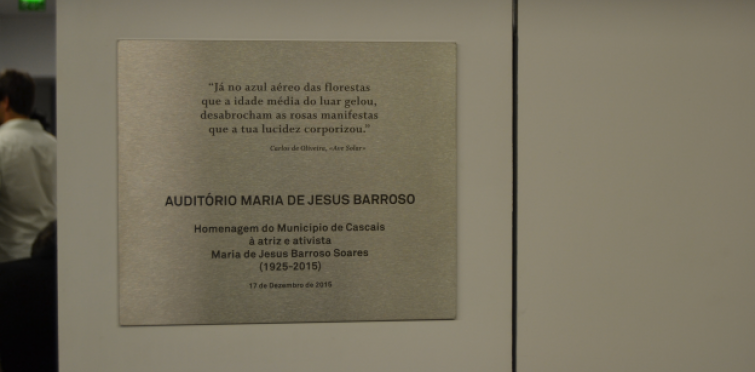 “Já no azul aéreo das florestas
que a idade média do luar gelou,
desabrocham as rosas manifestas
que a tua lucidez corporizou.”
Carlos de Oliveira, «Ave Solar»
AUDITÓRIO MARIA DE JESUS BARROSO
Homenagem do Município de Cascais
à atriz e ativista
Maria de Jesus Barroso Soares
(1925-2015)
17 de Dezembro de 2015